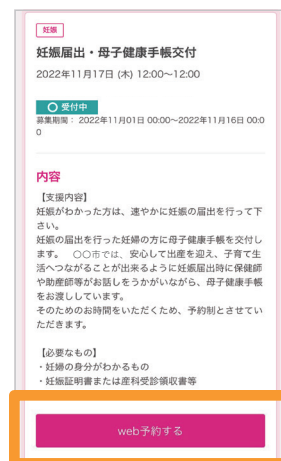 妊娠
妊娠届出・母子健康手帳交付
2022年11月17日 (木) 12:00~12:00
受付中
募集期間： 2022年11月01日 00:00~2022年11月16日 00:0
0
内容
【支援内容】
妊娠がわかった方は、速やかに妊娠の届出を行って下
さい。
妊娠の届出を行った妊婦の方に母子健康手帳を交付し
ます。 ○○市では、安心して出産を迎え、子育て生
活へつながることが出来るように妊娠届出時に保健師
や助産師等がお話しをうかがいながら、母子健康手帳
をお渡ししています。
そのためのお時間をいただくため、予約制とさせてい
ただきます。
【必要なもの】
・妊婦の身分がわかるもの
・妊娠証明書または産科受診領収書等
web予約する